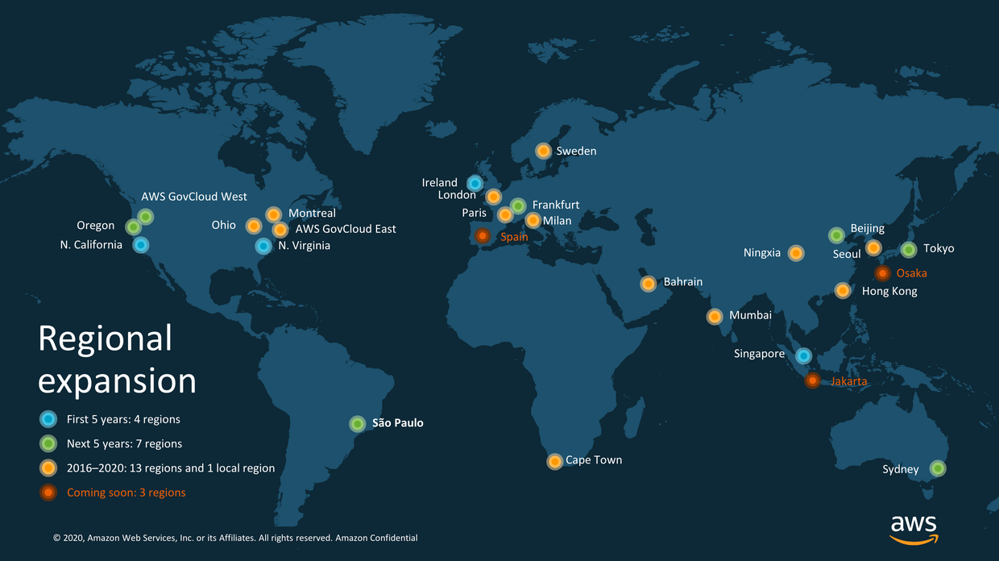 Sweden
Ireland
London
AWS GovCloud West
Frankfurt
Montreal
Paris
Milan
Oregon
Ohio
AWS GovCloud East
Beijing
Spain
N. California
N. Virginia
Ningxia
Seoul
Tokyo
Osaka
Bahrain
Hong Kong
Mumbai
Regional
expansion
Singapore
Jakarta
First 5 years: 4 regions
São Paulo
Next 5 years: 7 regions
Cape Town
2016–2020: 13 regions and 1 local region
Sydney
Coming soon: 3 regions
aws
© 2020, Amazon Web Services, Inc. or its Affiliates. All rights reserved. Amazon Confidential